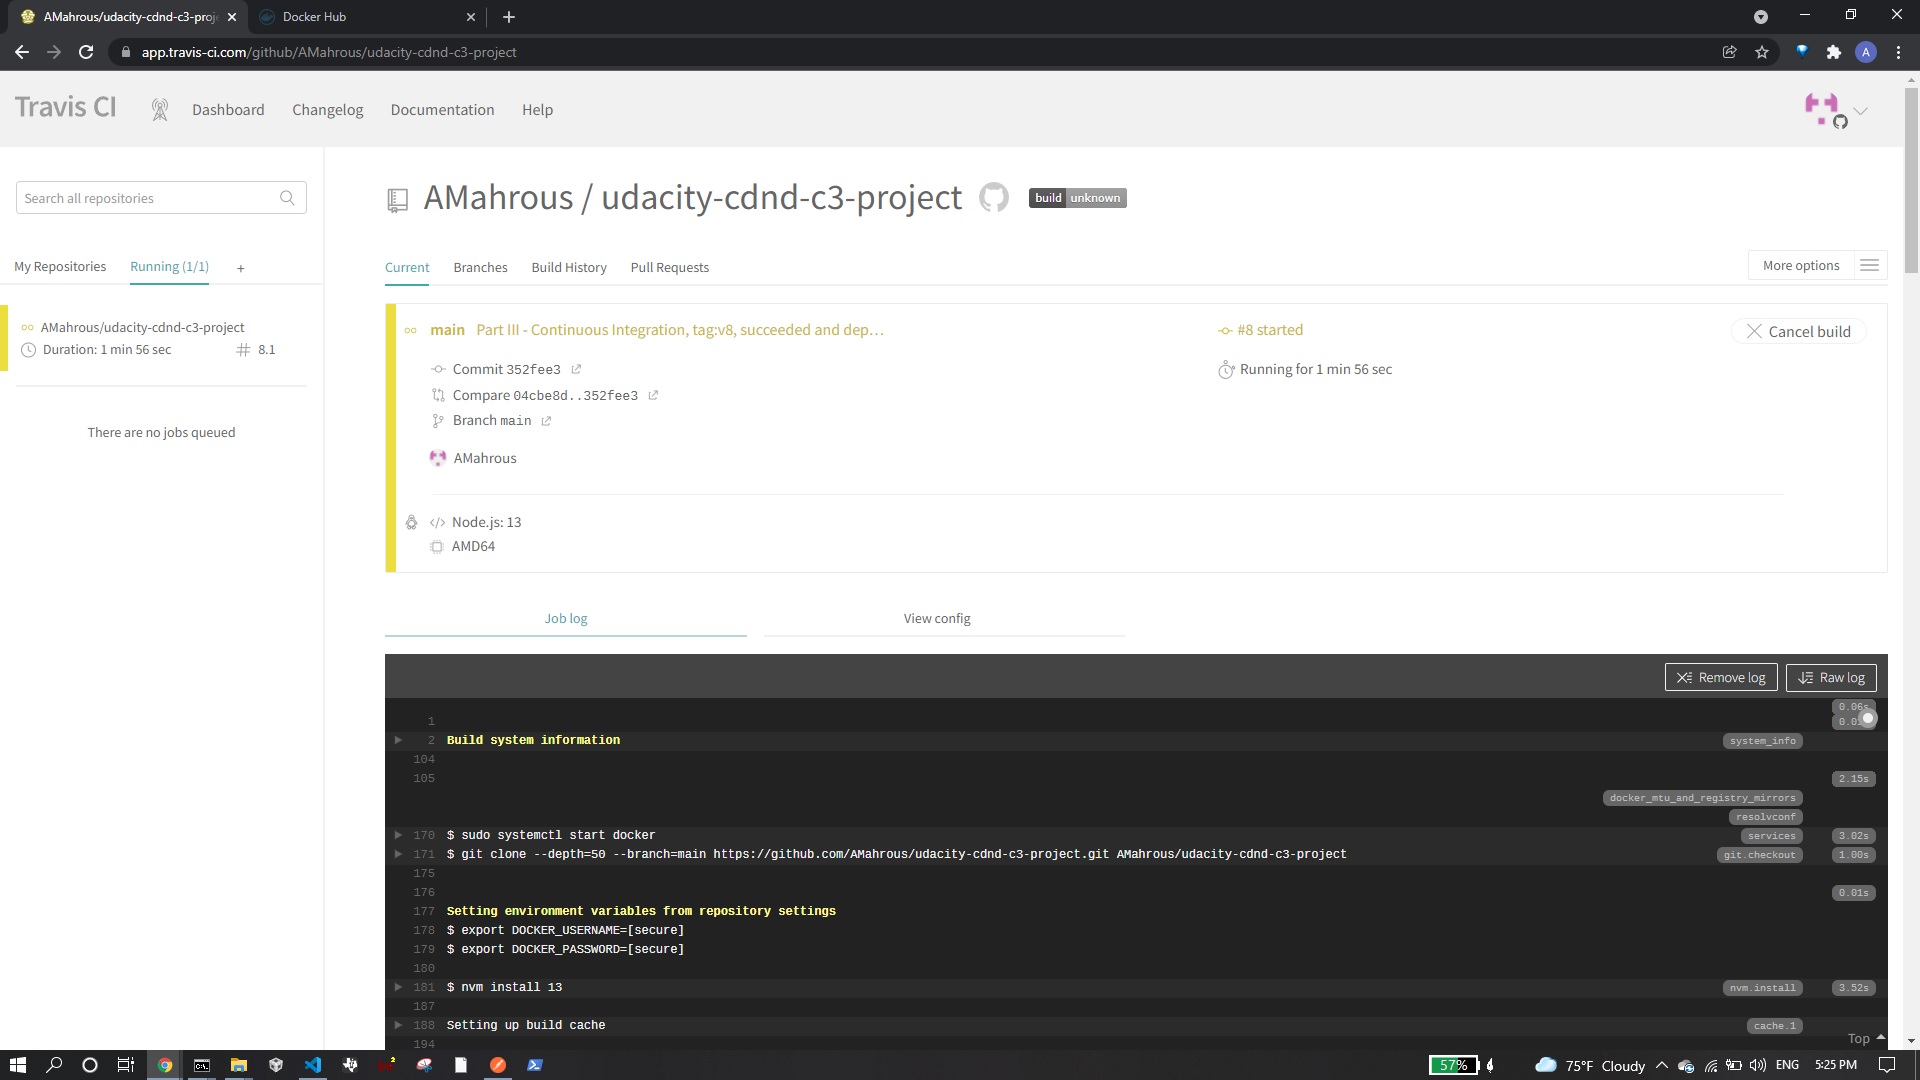 AMahrous/udacity-cdnd-c3-proj
Docker Hub
app.travis-ci.com/github/AMahrous/udacity-cdnd-c3-project
A
Travis CI
Dashboard
Changelog
Documentation
Help
Search all repositories
AMahrous / udacity-cdnd-c3-project
build unknown
My Repositories
Running (1/1)
+
Current
Branches
Build History
Pull Requests
More options
AMahrous/udacity-cdnd-c3-project
Duration: 1 min 56 sec
# 8.1
There are no jobs queued
main Part III - Continuous Integration, tag:v8, succeeded and dep…
#8 started
Cancel build
Commit 352fee3
Running for 1 min 56 sec
Compare 04cbe8d..352fee3
Branch main
AMahrous
</> Node.js: 13
AMD64
Job log
View config
Remove log
Raw log
0.06s
1
2 Build system information system_info
104
105 2.15s
docker_mtu_and_registry_mirrors
resolvconf
170 $ sudo systemctl start docker services 3.02s
171 $ git clone --depth=50 --branch=main https://github.com/AMahrous/udacity-cdnd-c3-project.git AMahrous/udacity-cdnd-c3-project git.checkout 1.00s
175
176 0.01s
177 Setting environment variables from repository settings
178 $ export DOCKER_USERNAME=[secure]
179 $ export DOCKER_PASSWORD=[secure]
180
181 $ nvm install 13 nvm.install 3.52s
187
188 Setting up build cache cache.1
194
Top
57%
75°F Cloudy
ENG
5:25 PM